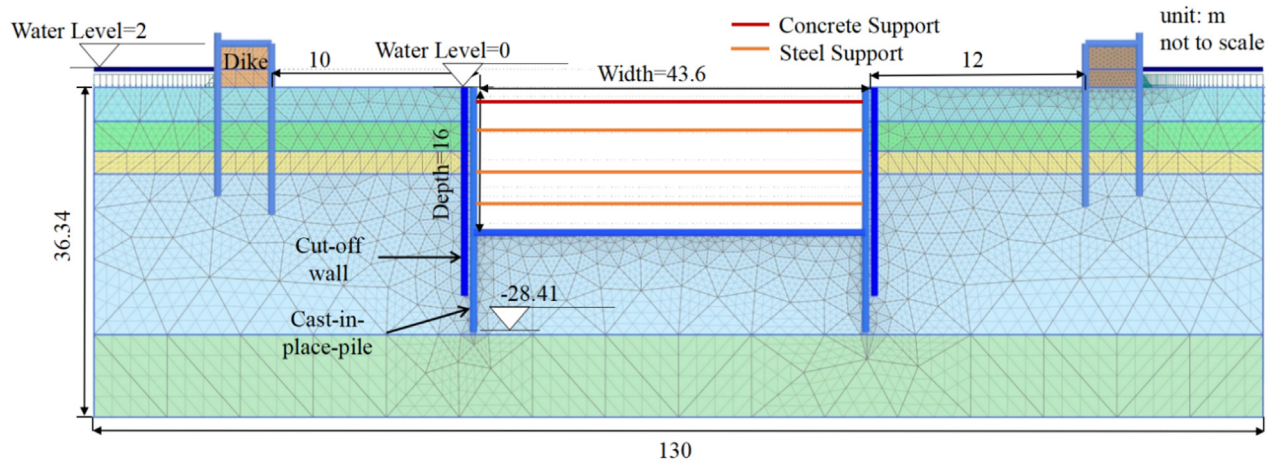 Water Level=2
Dike
10
Water Level=0
Concrete Support
Steel Support
unit: m
not to scale
Width=43.6
12
Depth=16
36.34
Cut-off
wall
-28.41
Cast-in-
place-pile
130